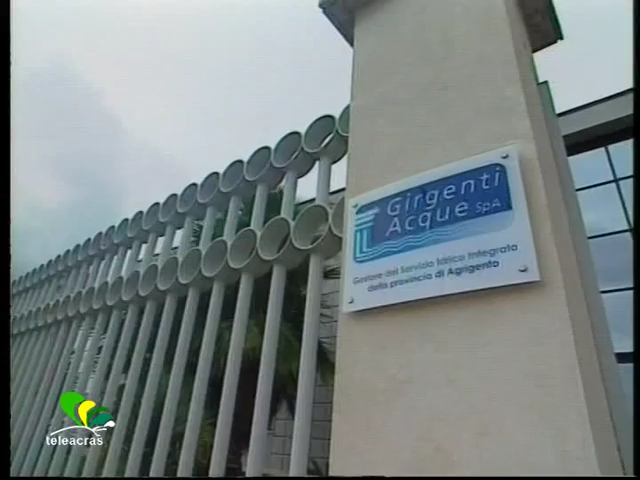 Girgenti
Acque SpA
Gestore del Servizio Idrico Integrato
della provincia di Agrigento
teleacras